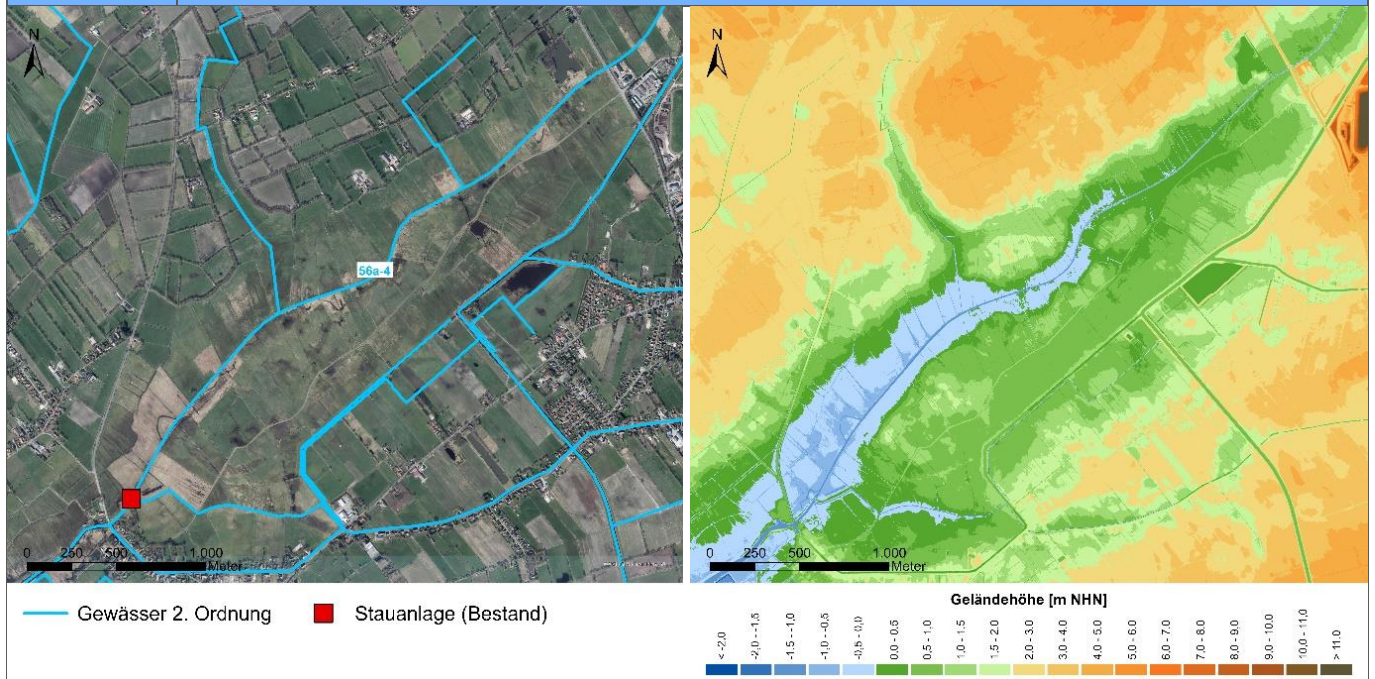 N
56a-4
0 250 500 1.000
Meter
N
0 250 500 1.000
Meter
Gewässer 2. Ordnung
Stauanlage (Bestand)
Geländehöhe [m NHN]
< -2,0
-2,0 - -1,5
-1,5 - -1,0
-1,0 - -0,5
-0,5 - 0,0
0,0 - 0,5
0,5 - 1,0
1,0 - 1,5
1,5 - 2,0
2,0 - 3,0
3,0 - 4,0
4,0 - 5,0
5,0 - 6,0
6,0 - 7,0
7,0 - 8,0
8,0 - 9,0
9,0 - 10,0
10,0 - 11,0
> 11,0